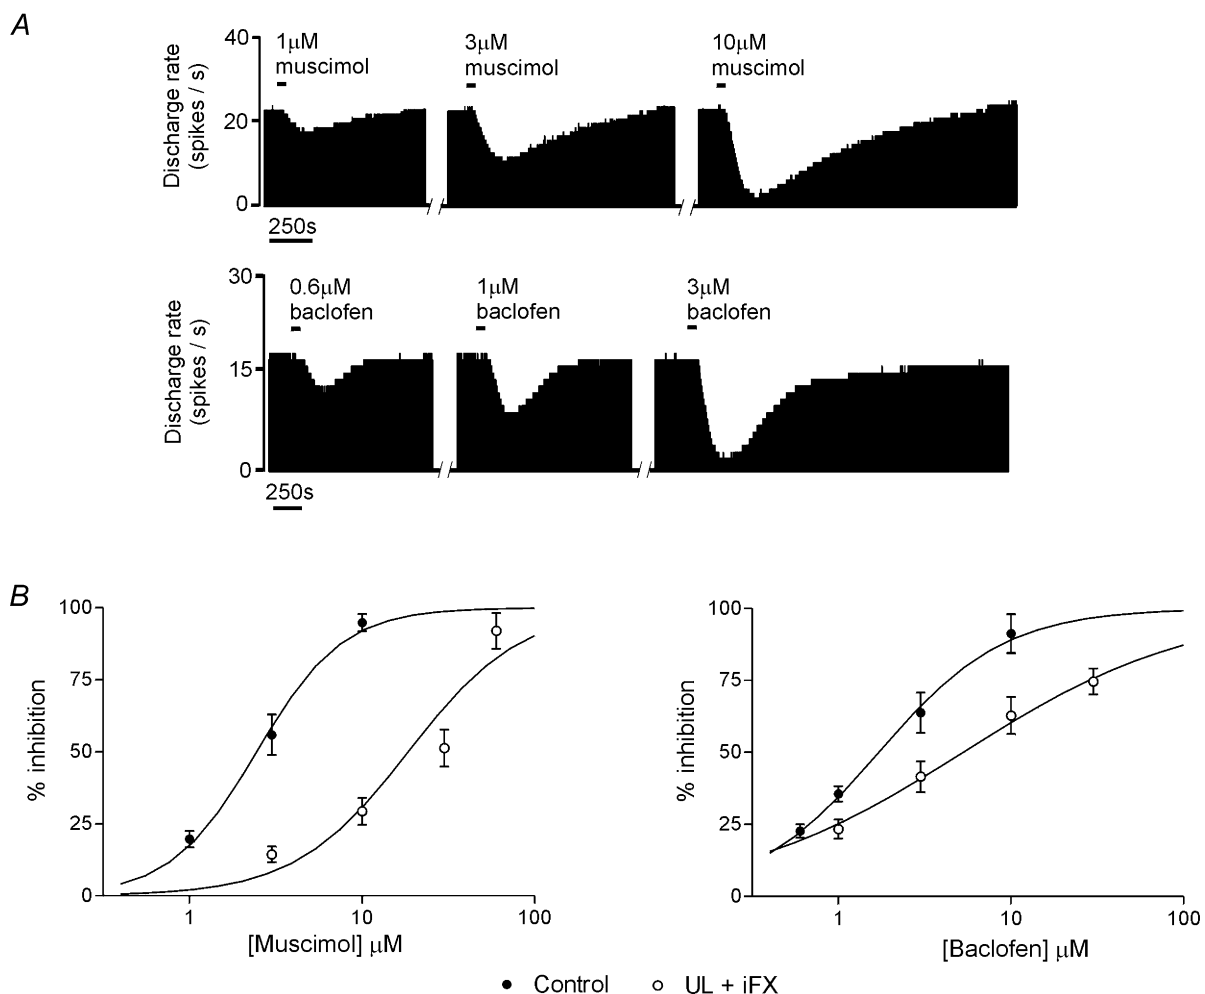 A
40
20
0
Discharge rate
(spikes / s)
1µM
muscimol
3µM
muscimol
10µM
muscimol
250s
30
15
0
Discharge rate
(spikes / s)
0.6µM
baclofen
1µM
baclofen
3µM
baclofen
250s
B
100
75
50
25
0
% inhibition
1 10 100
[Muscimol] µM
100
75
50
25
0
% inhibition
1 10 100
[Baclofen] µM
Control UL + iFX